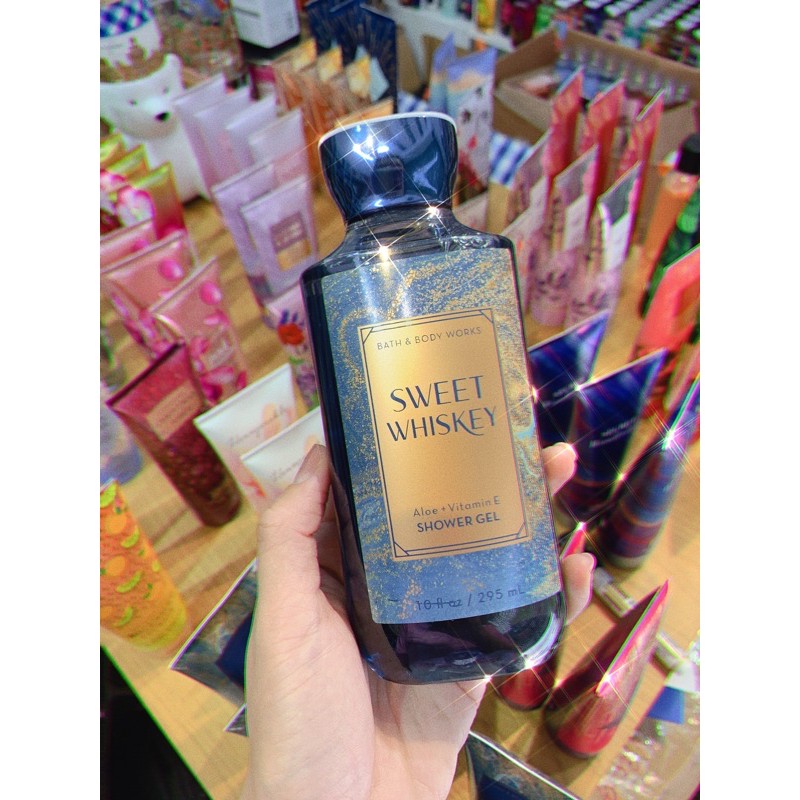 BATH & BODY WORKS
SWEET
WHISKEY
Aloe + Vitamin E
SHOWER GEL
10 fl oz / 295 mL